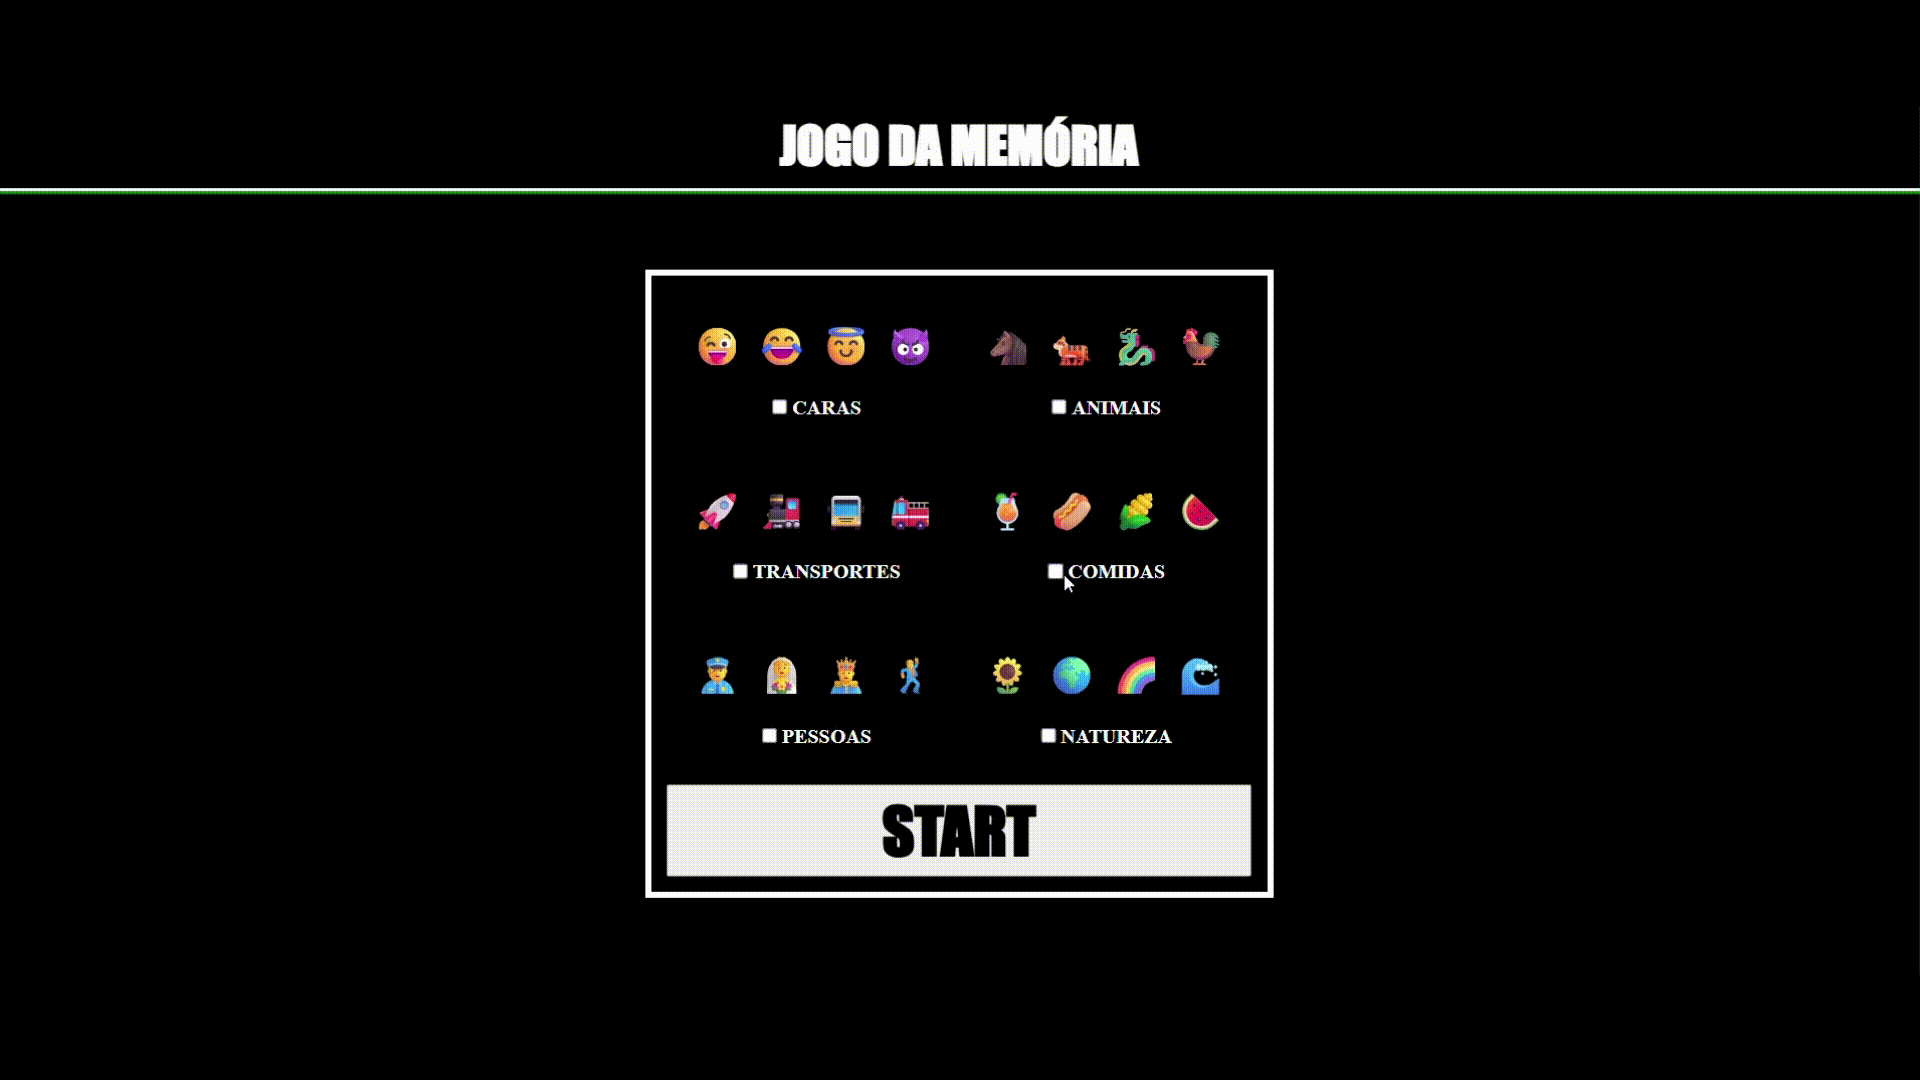 JOGO DA MEMÓRIA
CARAS
ANIMAIS
TRANSPORTES
COMIDAS
PESSOAS
NATUREZA
START